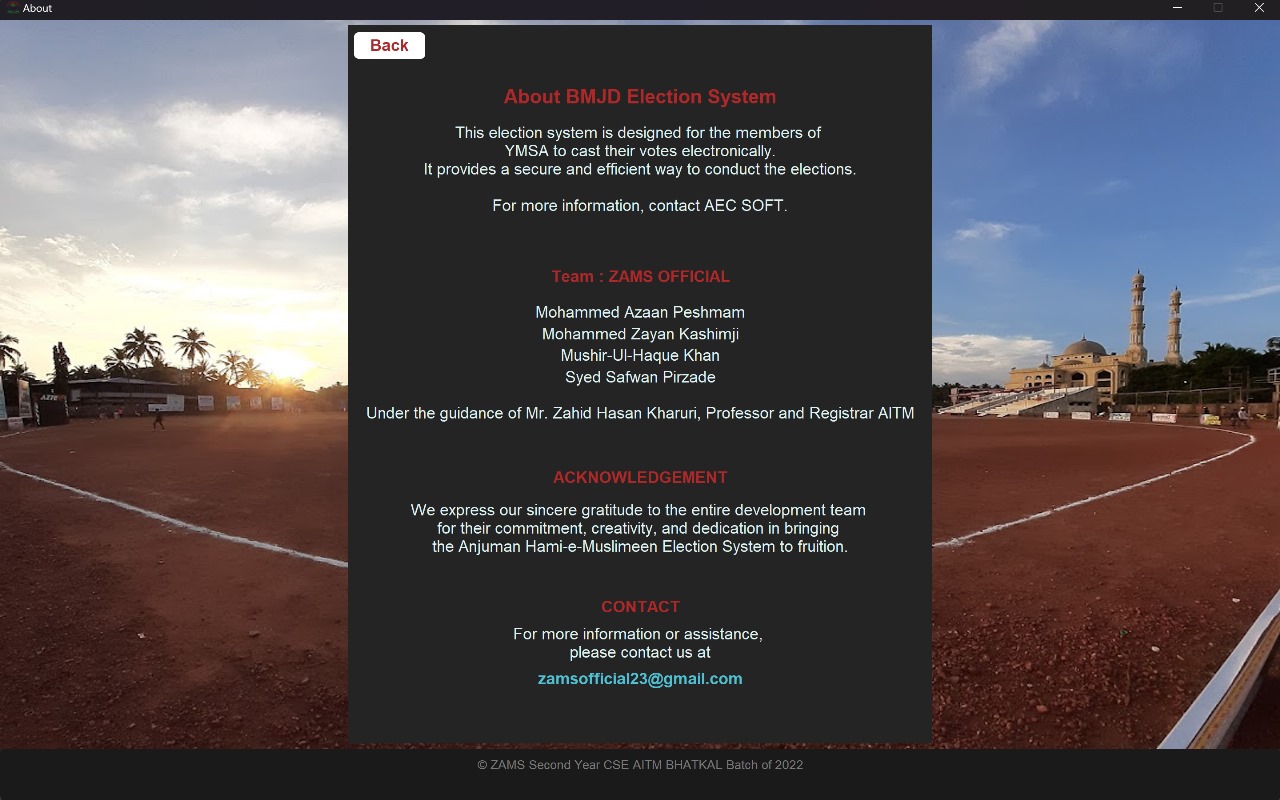 About
Back
About BMJD Election System
This election system is designed for the members of
YMSA to cast their votes electronically.
It provides a secure and efficient way to conduct the elections.
For more information, contact AEC SOFT.
Team : ZAMS OFFICIAL
Mohammed Azaan Peshmam
Mohammed Zayan Kashimji
Mushir-Ul-Haque Khan
Syed Safwan Pirzade
Under the guidance of Mr. Zahid Hasan Kharuri, Professor and Registrar AITM
ACKNOWLEDGEMENT
We express our sincere gratitude to the entire development team
for their commitment, creativity, and dedication in bringing
the Anjuman Hami-e-Muslimeen Election System to fruition.
CONTACT
For more information or assistance,
please contact us at
zamsofficial23@gmail.com
© ZAMS Second Year CSE AITM BHATKAL Batch of 2022